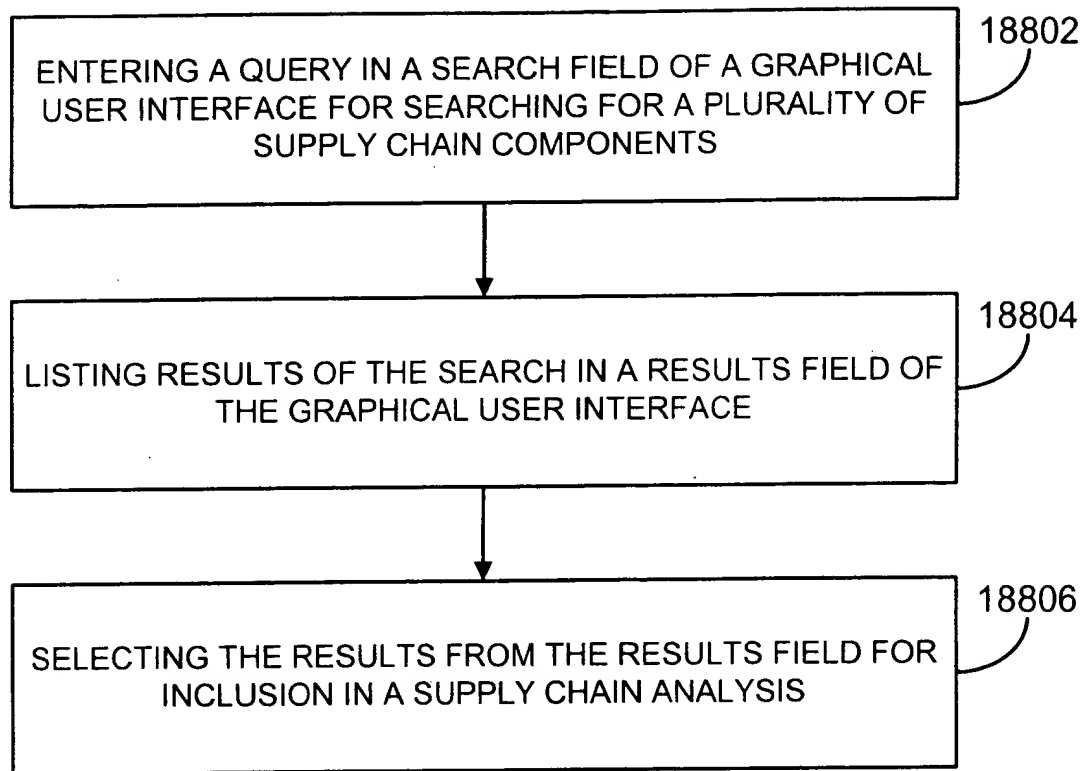 18802
ENTERING A QUERY IN A SEARCH FIELD OF A GRAPHICAL
USER INTERFACE FOR SEARCHING FOR A PLURALITY OF
SUPPLY CHAIN COMPONENTS
18804
LISTING RESULTS OF THE SEARCH IN A RESULTS FIELD OF
THE GRAPHICAL USER INTERFACE
18806
SELECTING THE RESULTS FROM THE RESULTS FIELD FOR
INCLUSION IN A SUPPLY CHAIN ANALYSIS